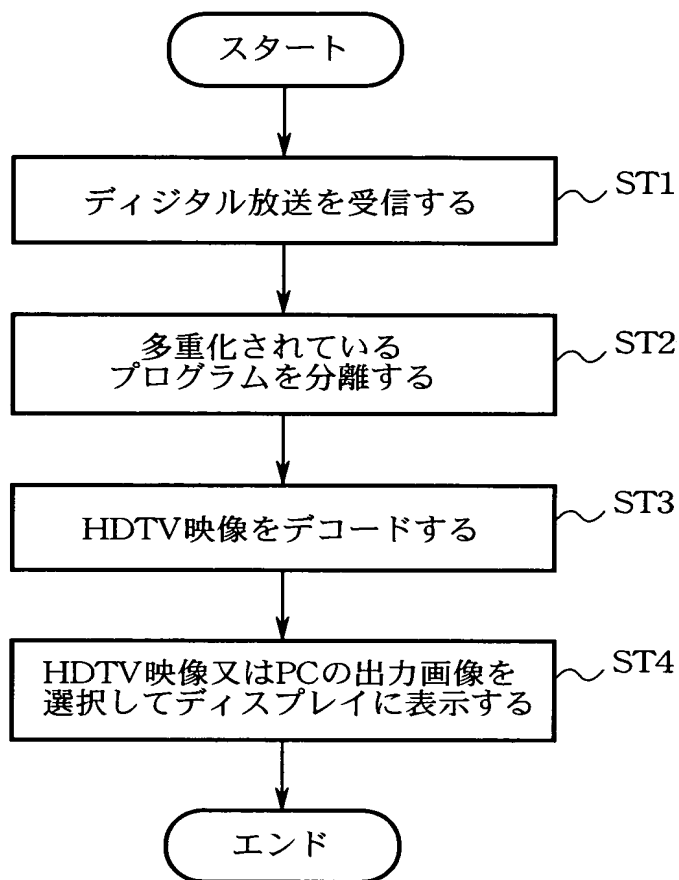 スタート
ディジタル放送を受信する
ST1
多重化されている
プログラムを分離する
ST2
HDTV映像をデコードする
ST3
HDTV映像又はPCの出力画像を
選択してディスプレイに表示する
ST4
エンド